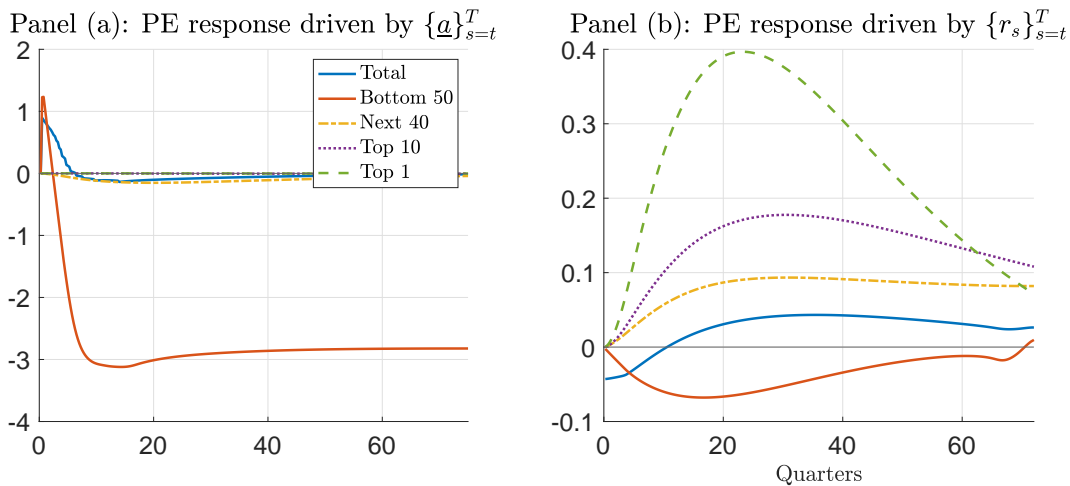 Panel (a): PE response driven by {a̲}ᵀₛ₌ₜ
Panel (b): PE response driven by {rₛ}ᵀₛ₌ₜ
2
1
0
-1
-2
-3
-4
0
20
40
60
Total
Bottom 50
Next 40
Top 10
Top 1
0.4
0.3
0.2
0.1
0
-0.1
0
20
40
60
Quarters